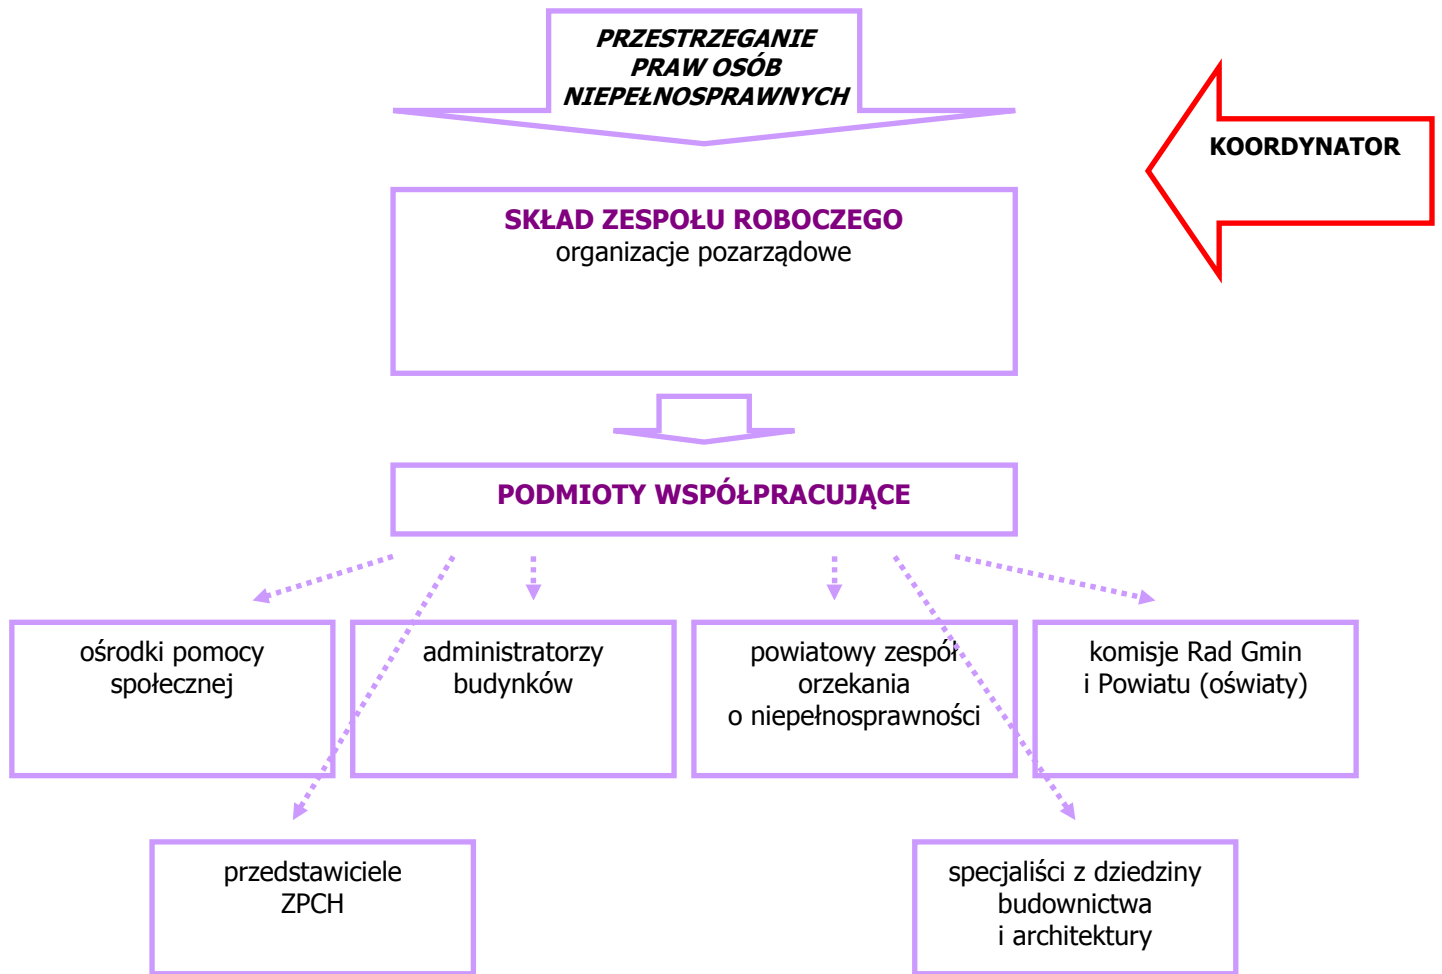 PRZESTRZEGANIE
PRAW OSÓB
NIEPEŁNOSPRAWNYCH
KOORDYNATOR
SKŁAD ZESPOŁU ROBOCZEGO
organizacje pozarządowe
PODMIOTY WSPÓŁPRACUJĄCE
ośrodki pomocy
społecznej
administratorzy
budynków
powiatowy zespół
orzekania
o niepełnosprawności
komisje Rad Gmin
i Powiatu (oświaty)
przedstawiciele
ZPCH
specjaliści z dziedziny
budownictwa
i architektury